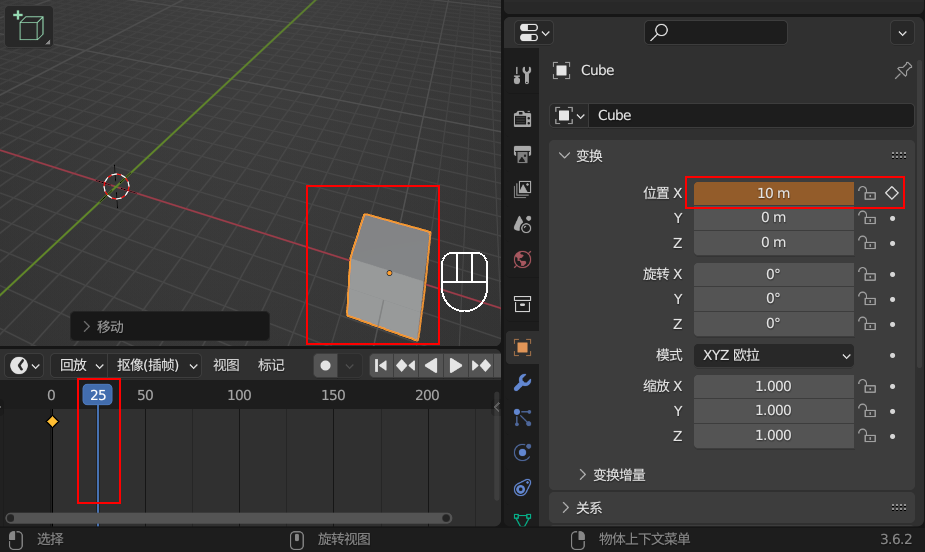 Cube
Cube
变换
位置 X 10 m
Y 0 m
Z 0 m
旋转 X 0°
Y 0°
Z 0°
模式 XYZ 欧拉
缩放 X 1.000
Y 1.000
Z 1.000
变换增量
关系
移动
回放 抠像(插帧) 视图 标记
0 25 50 100 150 200
选择 旋转视图 物体上下文菜单 3.6.2